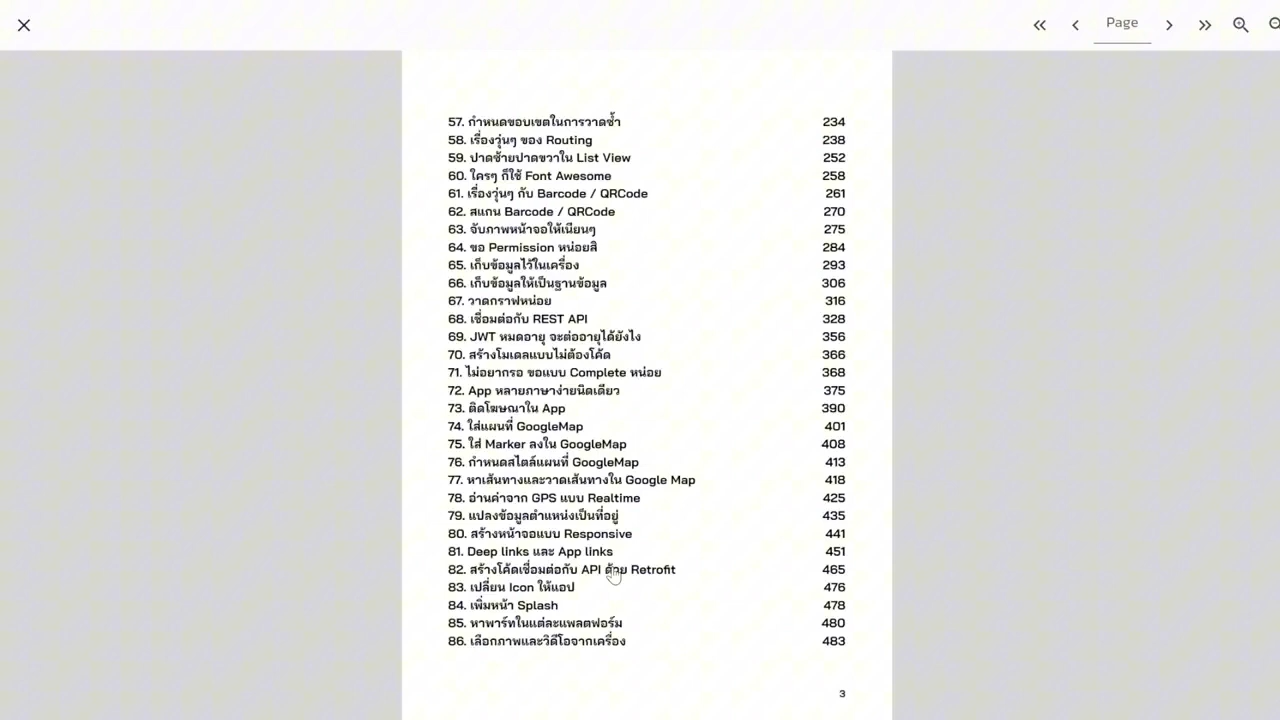 Page
57. กำหนดขอบเขตในการวาดซ้ำ 234
58. เรื่องวุ่นๆ ของ Routing 238
59. ปาดซ้ายปาดขวาใน List View 252
60. ใครๆ ก็ใช้ Font Awesome 258
61. เรื่องวุ่นๆ กับ Barcode / QRCode 261
62. สแกน Barcode / QRCode 270
63. จับภาพหน้าจอให้เนียนๆ 275
64. ขอ Permission หน่อยสิ 284
65. เก็บข้อมูลไว้ในเครื่อง 293
66. เก็บข้อมูลให้เป็นฐานข้อมูล 306
67. วาดกราฟหน่อย 316
68. เชื่อมต่อกับ REST API 328
69. JWT หมดอายุ จะต่ออายุได้ยังไง 356
70. สร้างโมเดลแบบไม่ต้องโค้ด 366
71. ไม่อยากรอ ขอแบบ Complete หน่อย 368
72. App หลายภาษาง่ายนิดเดียว 375
73. ติดโฆษณาใน App 390
74. ใส่แผนที่ GoogleMap 401
75. ใส่ Marker ลงใน GoogleMap 408
76. กำหนดสไตล์แผนที่ GoogleMap 413
77. หาเส้นทางและวาดเส้นทางใน Google Map 418
78. อ่านค่าจาก GPS แบบ Realtime 425
79. แปลงข้อมูลตำแหน่งเป็นที่อยู่ 435
80. สร้างหน้าจอแบบ Responsive 441
81. Deep links และ App links 451
82. สร้างโค้ดเชื่อมต่อกับ API ด้วย Retrofit 465
83. เปลี่ยน Icon ให้แอป 476
84. เพิ่มหน้า Splash 478
85. หาพาร์ทในแต่ละแพลตฟอร์ม 480
86. เลือกภาพและวิดีโอจากเครื่อง 483
3